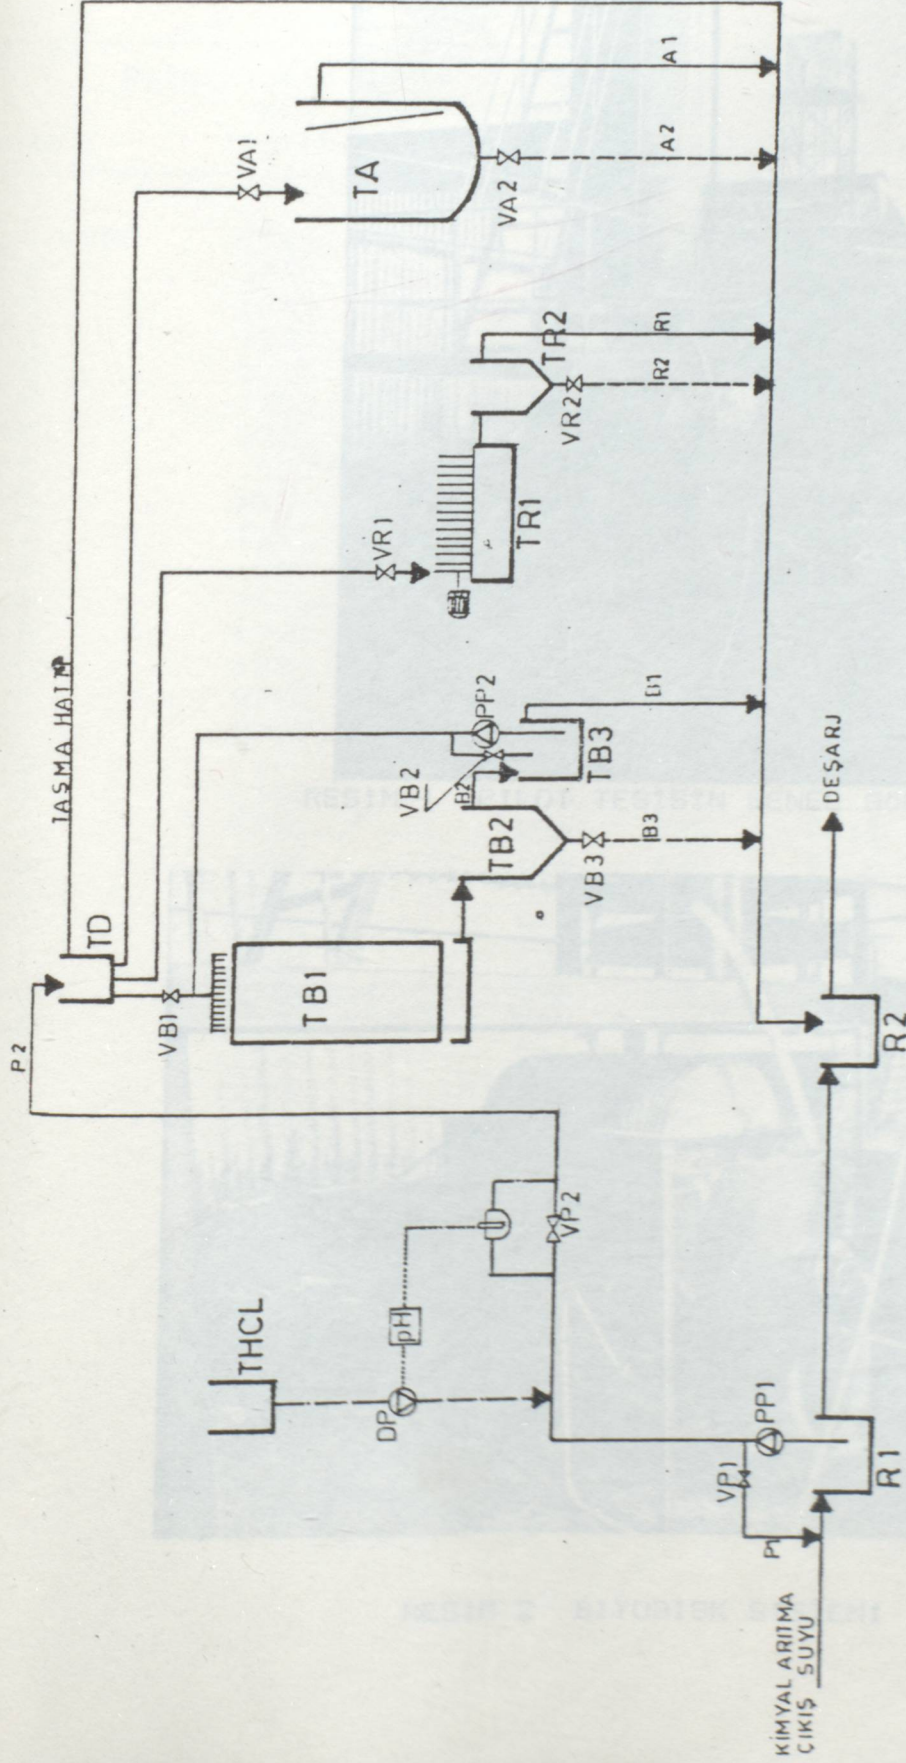 TAŞMA HATTI
P2
TD
VB1
TB1
VA1
TA
A1
VA2
A2
VR1
TR1
TR2
R1
VR2
R2
PP2
VB2
B2
TB2
TB3
B1
VB3
B3
THCL
DP
pH
VP2
PP1
VP1
P1
R1
R2
DEŞARJ
KİMYAL ARITMA
ÇIKIŞ SUYU